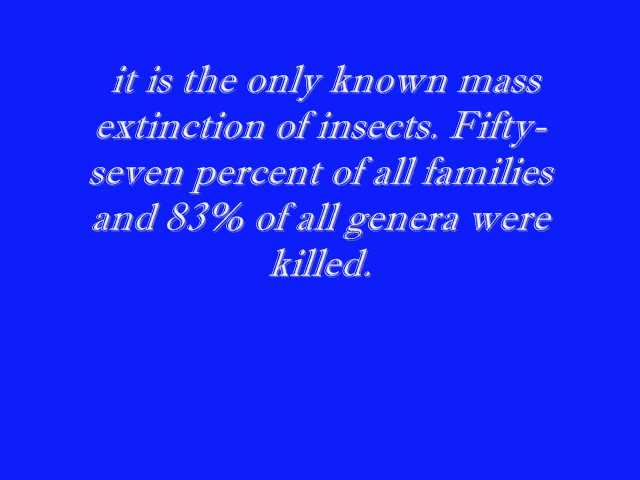 it is the only known mass
extinction of insects. Fifty-
seven percent of all families
and 83% of all genera were
killed.